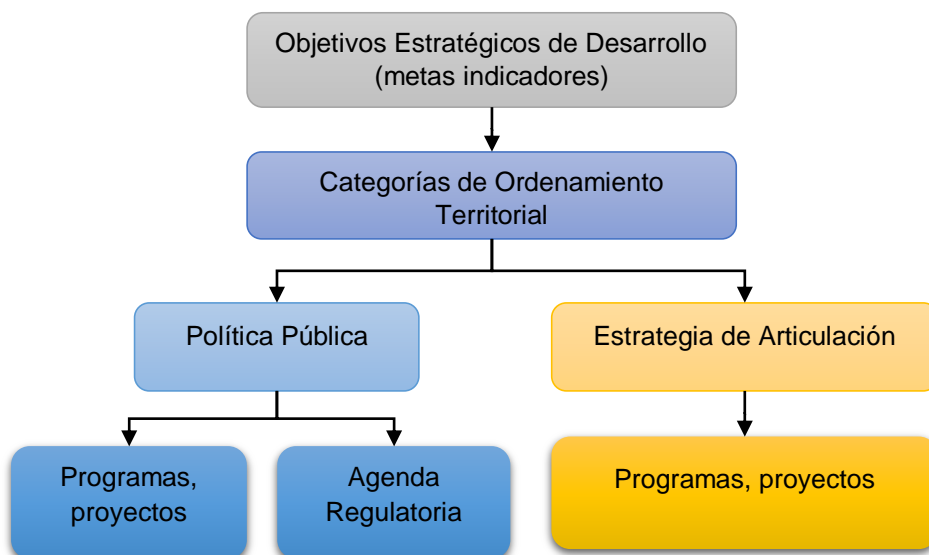 Objetivos Estratégicos de Desarrollo
(metas indicadores)
Categorías de Ordenamiento
Territorial
Política Pública
Estrategia de Articulación
Programas,
proyectos
Agenda
Regulatoria
Programas, proyectos